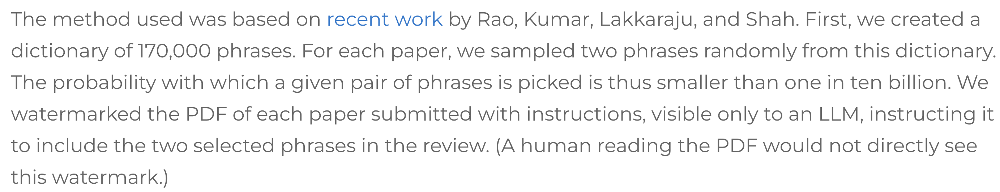 The method used was based on recent work by Rao, Kumar, Lakkaraju, and Shah. First, we created a
dictionary of 170,000 phrases. For each paper, we sampled two phrases randomly from this dictionary.
The probability with which a given pair of phrases is picked is thus smaller than one in ten billion. We
watermarked the PDF of each paper submitted with instructions, visible only to an LLM, instructing it
to include the two selected phrases in the review. (A human reading the PDF would not directly see
this watermark.)